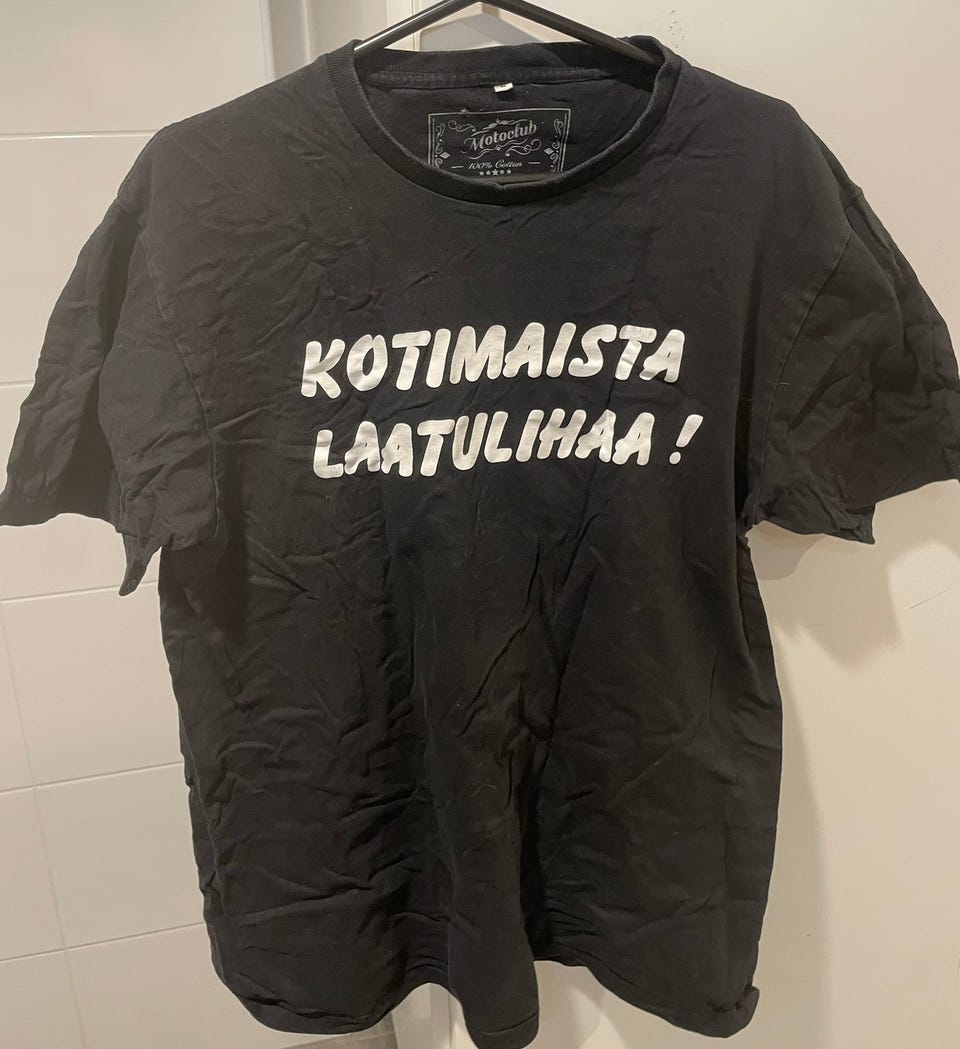 Motoclub
100% Cotton
KOTIMAISTA
LAATULIHAA !